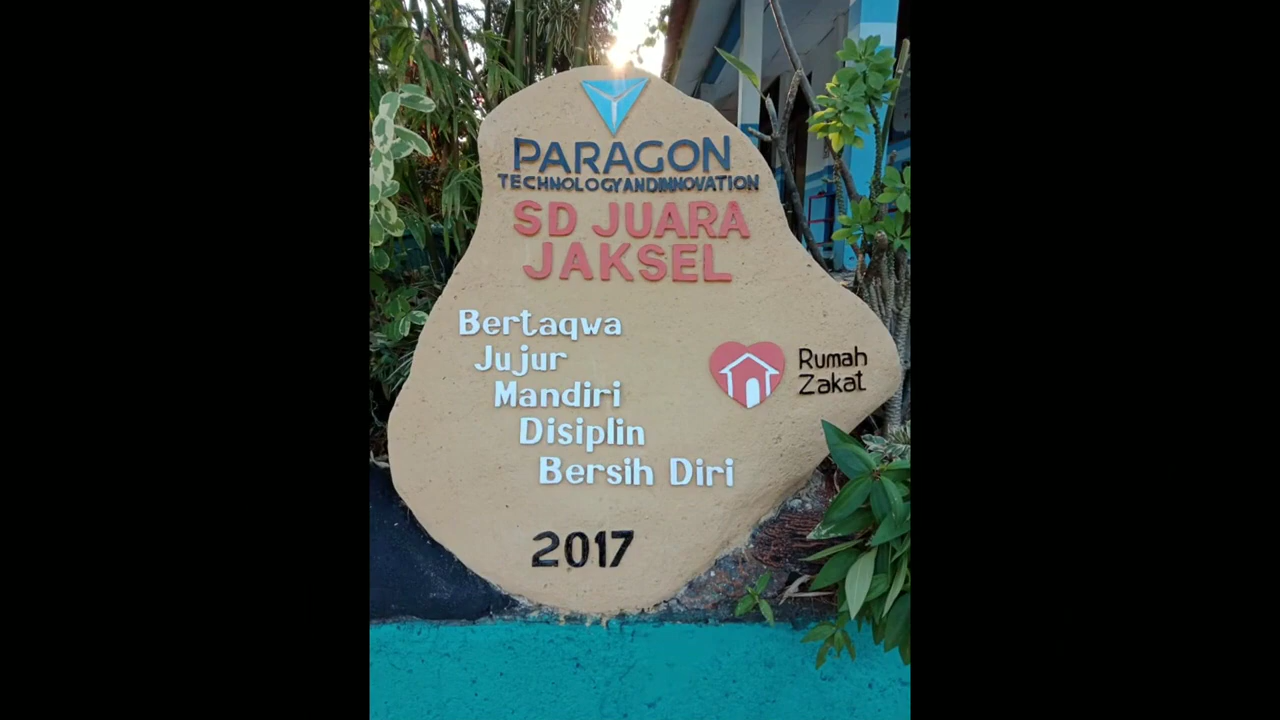 PARAGON
TECHNOLOGYANDINNOVATION
SD JUARA
JAKSEL
Bertaqwa
Jujur
Mandiri
Disiplin
Bersih Diri
Rumah
Zakat
2017